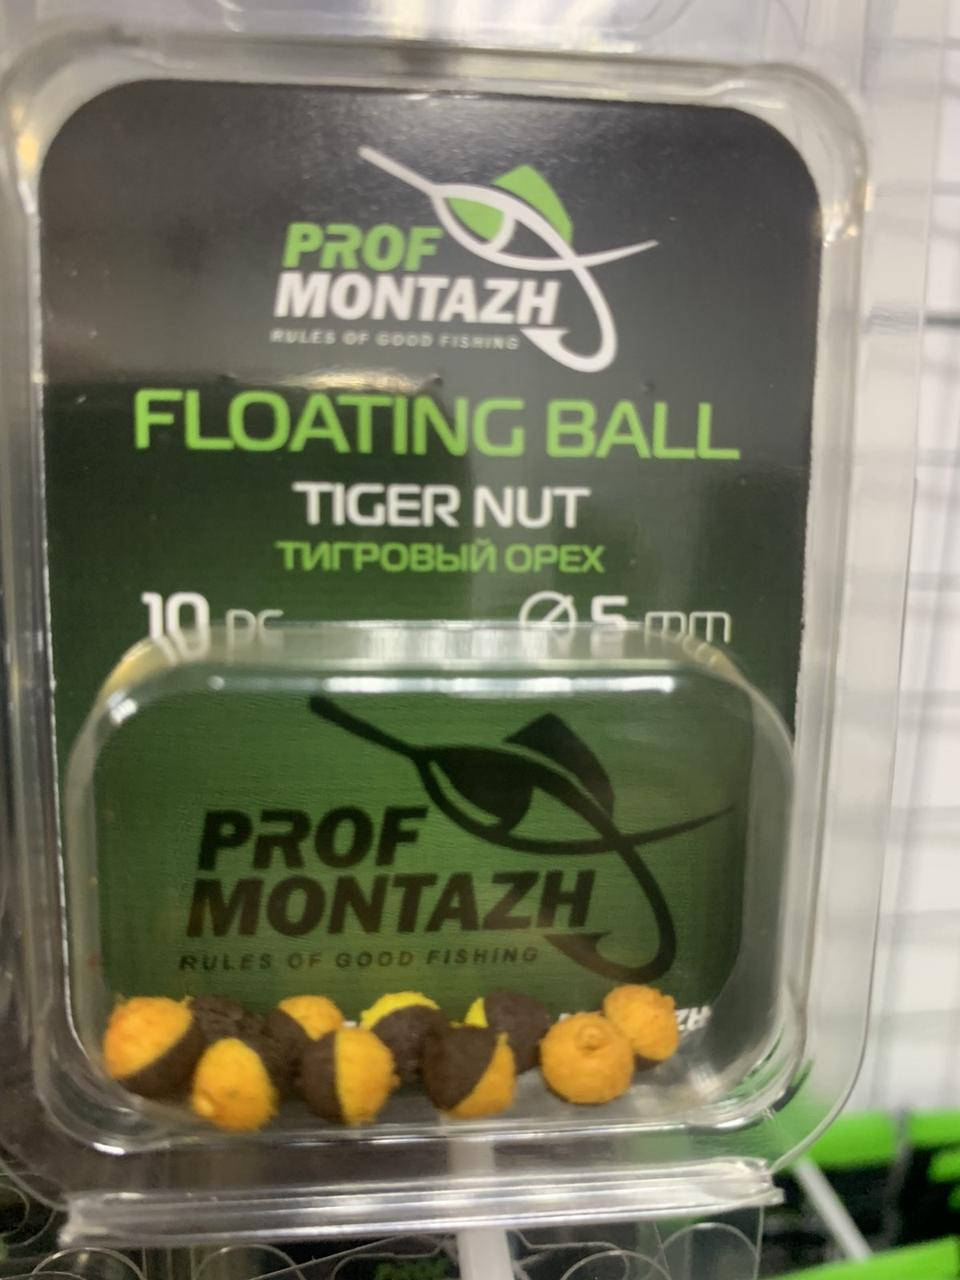 PROF
MONTAZH
RULES OF GOOD FISHING
FLOATING BALL
TIGER NUT
ТИГРОВЫЙ ОРЕХ
10 pc Ø 5 mm
PROF
MONTAZH
RULES OF GOOD FISHING